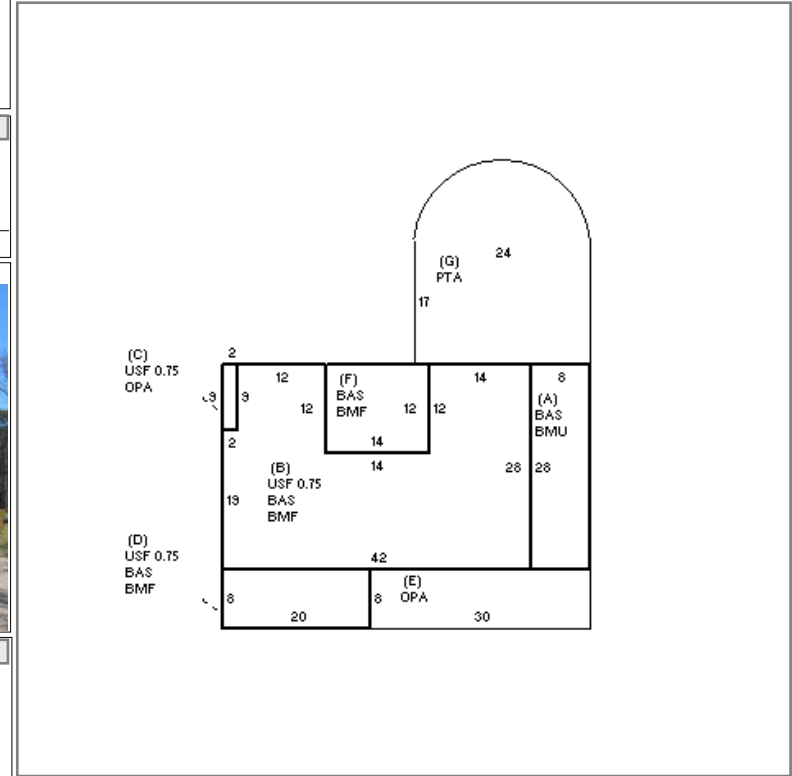 24
(G)
PTA
17
2
(C)
USF 0.75
OPA
9
9
12
12
(F)
BAS
BMF
12
12
14
14
8
(A)
BAS
BMU
2
14
(B)
USF 0.75
BAS
BMF
28
28
19
42
(D)
USF 0.75
BAS
BMF
8
20
8
(E)
OPA
30